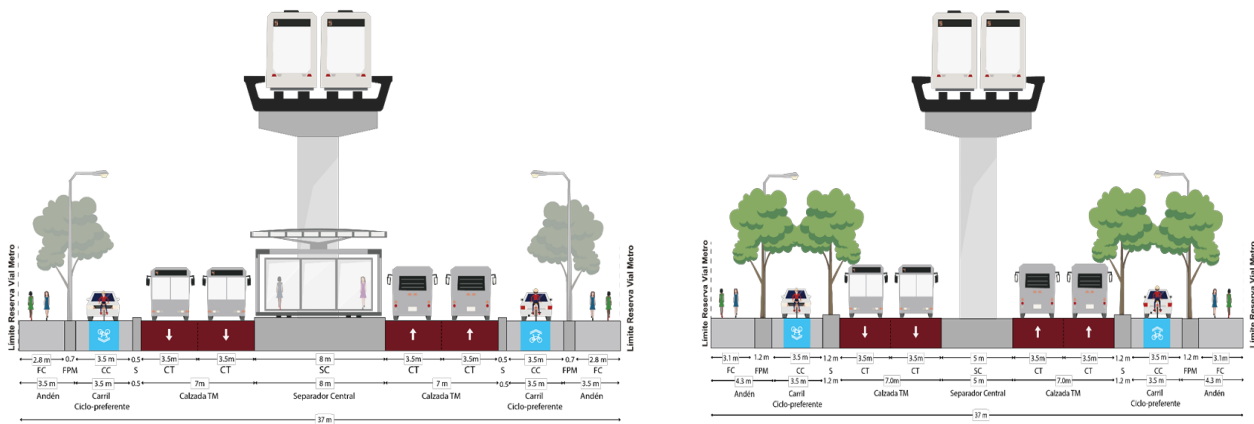 Límite Reserva Vial Metro
Límite Reserva Vial Metro
2.8 m 0.7 3.5 m 0.5 3.5m 3.5m 8 m 3.5m 3.5m 0.5 3.5m 0.7 2.8 m
FC FPM CC S CT CT SC CT CT S CC FPM FC
3.5 m 3.5 m 0.5 7m 8 m 7 m 0.5 3.5m 3.5 m
Andén Carril Ciclo-preferente Calzada TM Separador Central Calzada TM Carril Ciclo-preferente Andén
37 m
Límite Reserva Vial Metro
Límite Reserva Vial Metro
3.1 m 1.2 m 3.5 m 1.2 m 3.5m 3.5m 5 m 3.5m 3.5m 1.2 m 3.5 m 1.2 m 3.1m
FC FPM CC S CT CT SC CT CT S CC FPM FC
4.3 m 3.5 m 1.2 m 7.0m 5 m 7.0m 1.2 m 3.5m 4.3 m
Andén Carril Ciclo-preferente Calzada TM Separador Central Calzada TM Carril Ciclo-preferente Andén
37 m